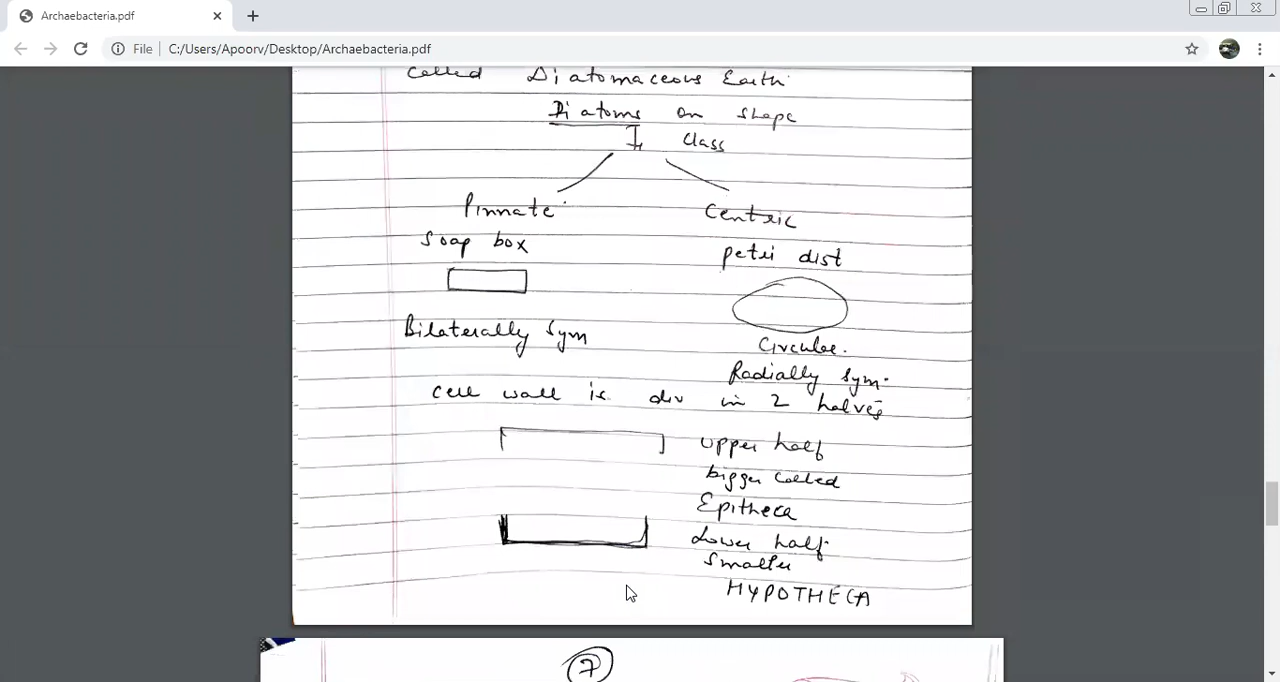 Archaebacteria.pdf
File C:/Users/Apoorv/Desktop/Archaebacteria.pdf
Called Diatomaceous Earth
Diatoms on shape
Class
Pinnate Centric
Soap box petri dist
Bilaterally Sym
Circular.
Radially Sym.
Cell wall is div in 2 halves
upper half
bigger called
Epitheca
Lower half
Smaller
HYPOTHECA
7